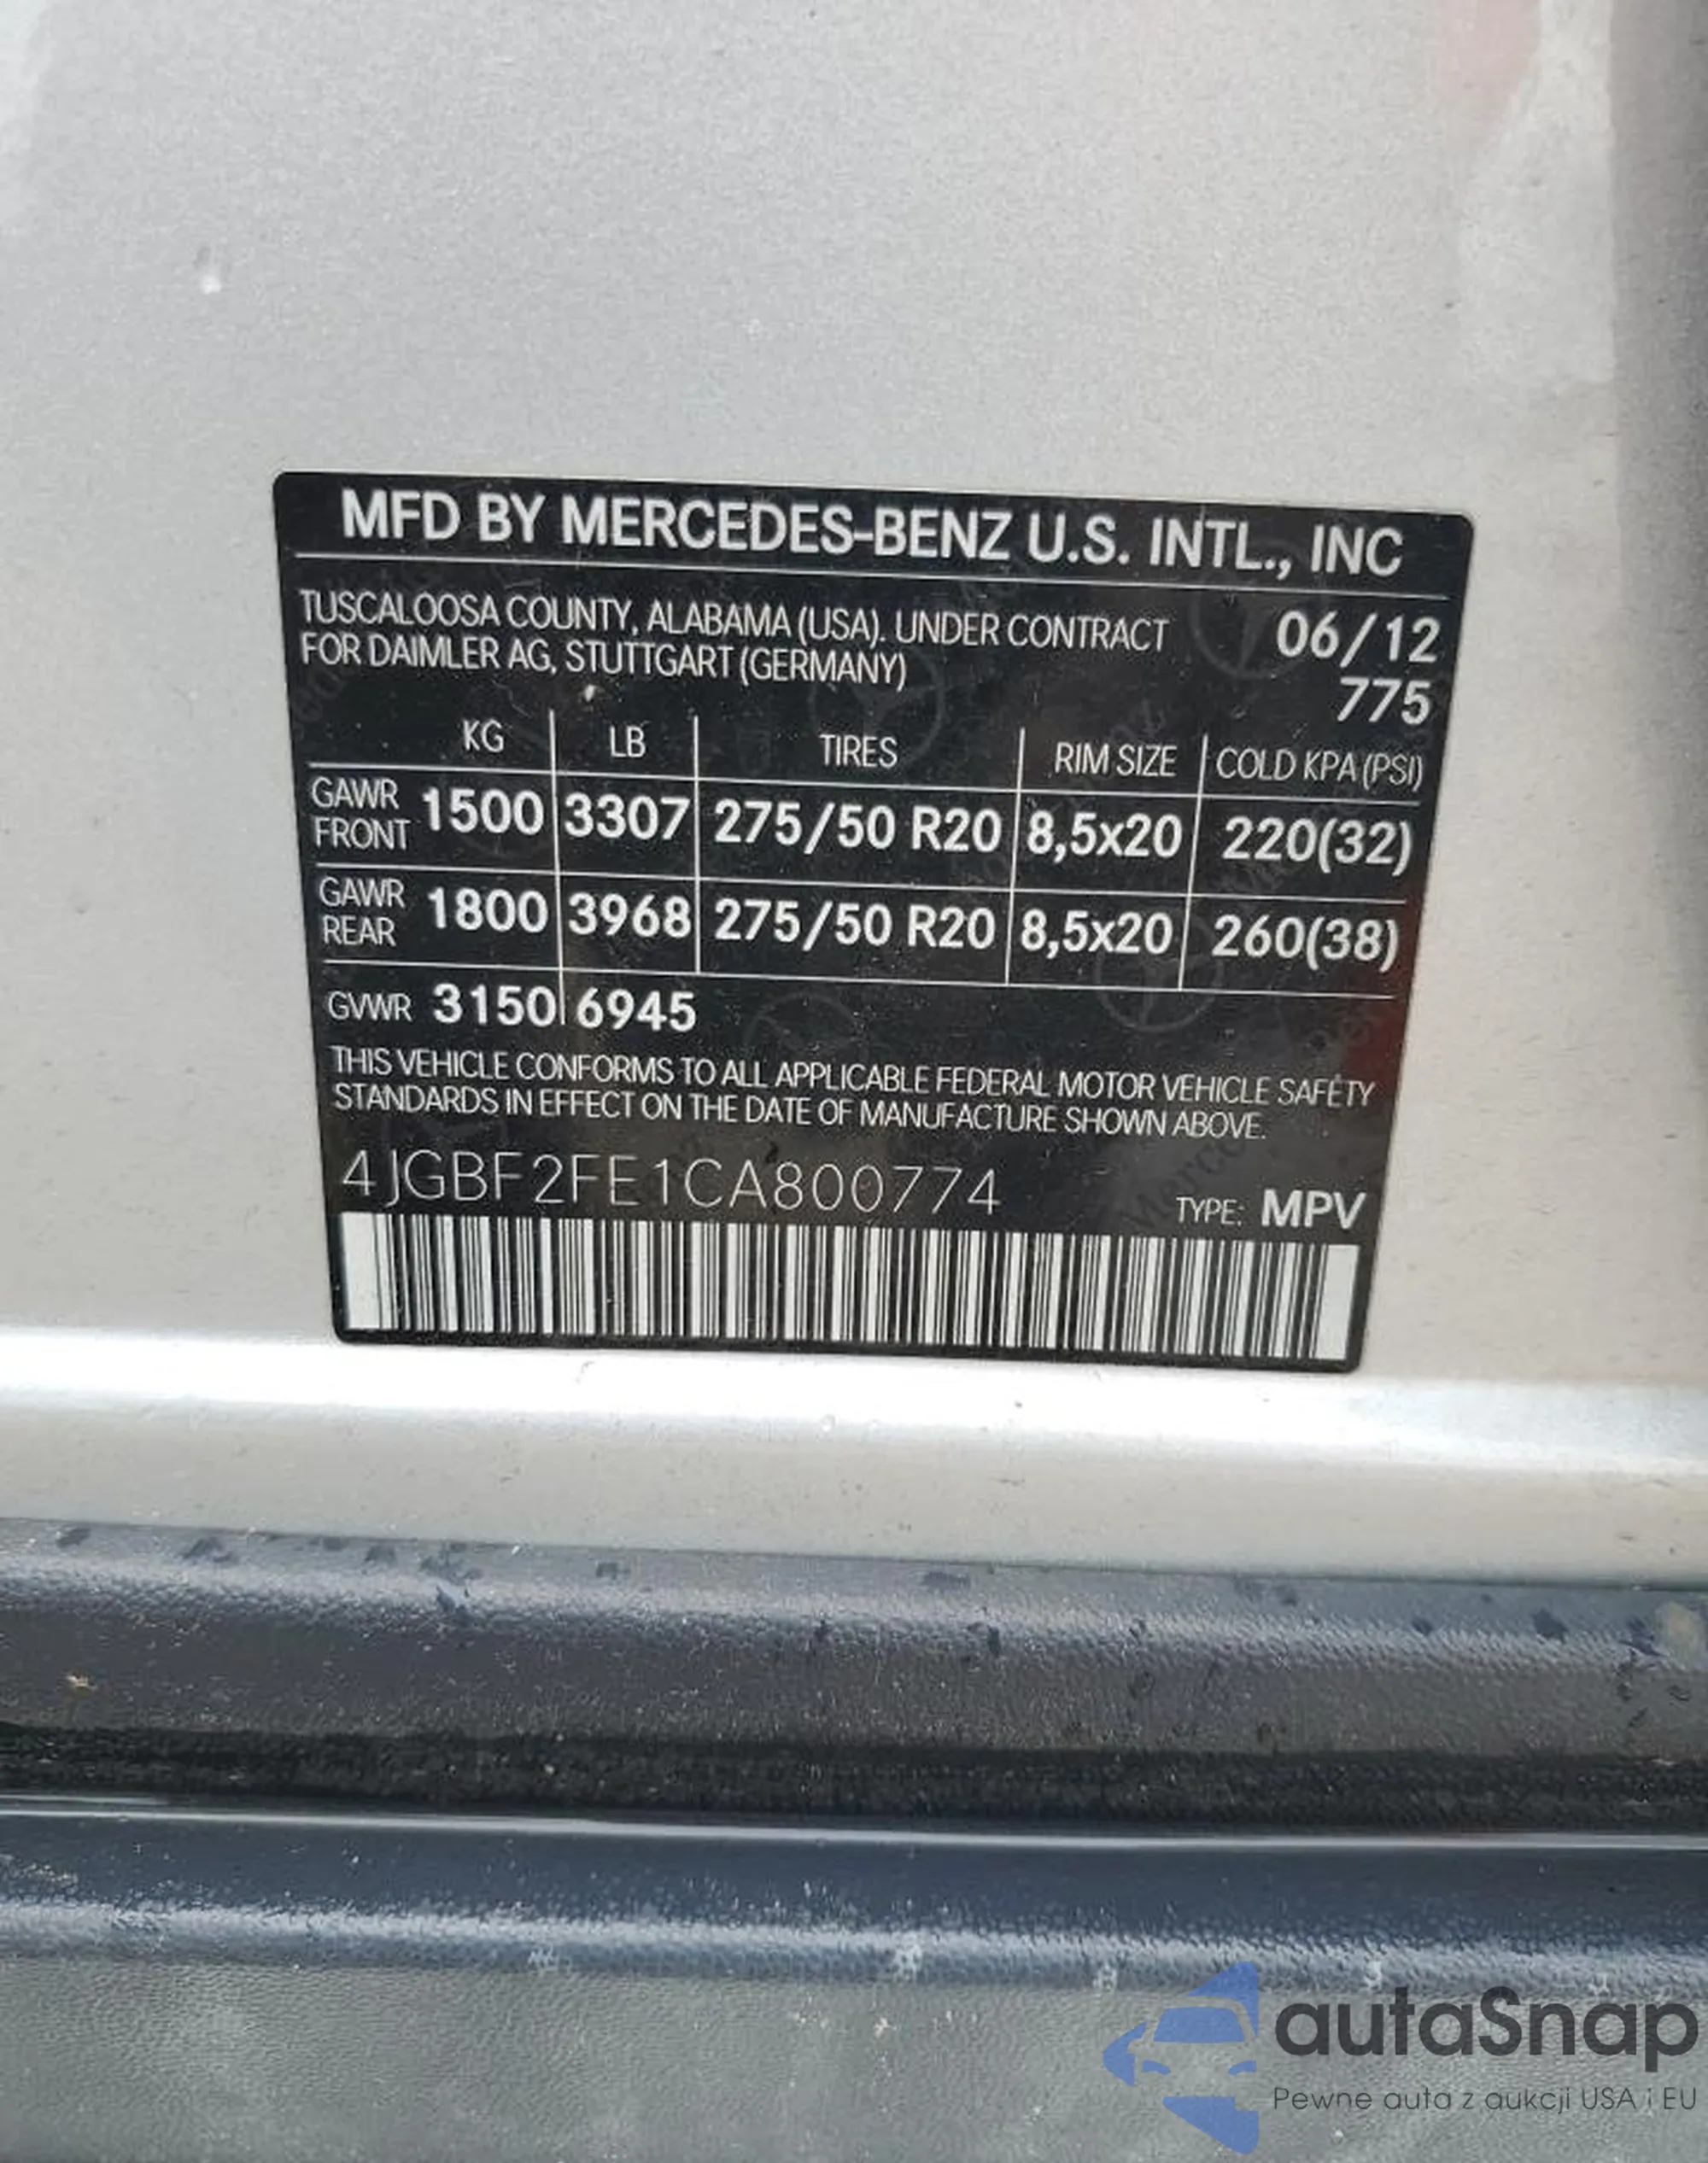 MFD BY MERCEDES-BENZ U.S. INTL., INC
TUSCALOOSA COUNTY, ALABAMA (USA). UNDER CONTRACT 06/12
FOR DAIMLER AG, STUTTGART (GERMANY) 775
KG LB TIRES RIM SIZE COLD KPA (PSI)
GAWR FRONT 1500 3307 275/50 R20 8,5x20 220(32)
GAWR REAR 1800 3968 275/50 R20 8,5x20 260(38)
GVWR 3150 6945
THIS VEHICLE CONFORMS TO ALL APPLICABLE FEDERAL MOTOR VEHICLE SAFETY
STANDARDS IN EFFECT ON THE DATE OF MANUFACTURE SHOWN ABOVE.
4JGBF2FE1CA800774 TYPE: MPV
autaSnap
Pewne auta z aukcji USA i EU